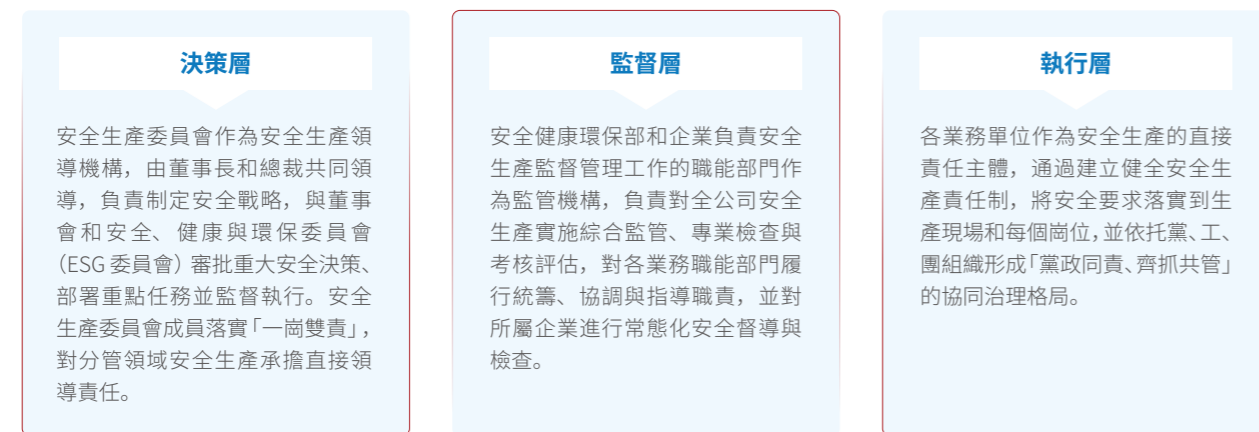 決策層
安全生產委員會作為安全生產領
導機構，由董事長和總裁共同領
導，負責制定安全戰略，與董事
會和安全、健康與環保委員會
（ESG 委員會）審批重大安全決策、
部署重點任務並監督執行。安全
生產委員會成員落實「一崗雙責」，
對分管領域安全生產承擔直接領
導責任。
監督層
安全健康環保部和企業負責安全
生產監督管理工作的職能部門作
為監管機構，負責對全公司安全
生產實施綜合監管、專業檢查與
考核評估，對各業務職能部門履
行統籌、協調與指導職責，並對
所屬企業進行常態化安全督導與
檢查。
執行層
各業務單位作為安全生產的直接
責任主體，通過建立健全安全生
產責任制，將安全要求落實到生
產現場和每個崗位，並依托黨、工、
團組織形成「黨政同責、齊抓共管」
的協同治理格局。